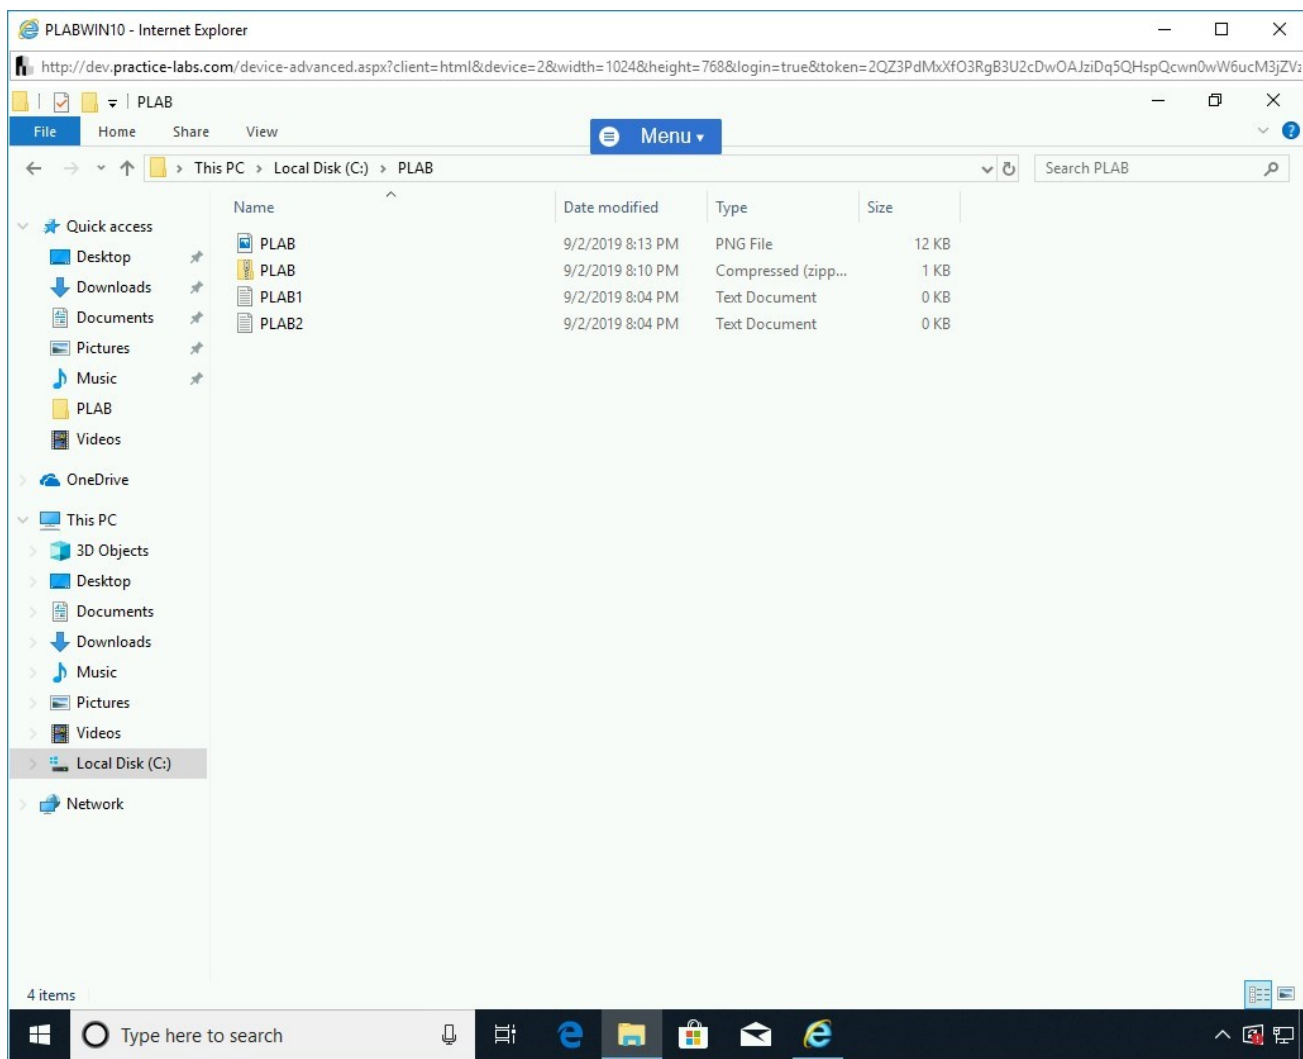 PLABWIN10 - Internet Explorer
http://dev.practice-labs.com/device-advanced.aspx?client=html&device=2&width=1024&height=768&login=true&token=2QZ3PdMxXfO3RgB3U2cDwOAJziDq5QHspQcwn0wW6ucM3jZVz
PLAB
File Home Share View
Menu
This PC > Local Disk (C:) > PLAB
Search PLAB
Name Date modified Type Size
PLAB 9/2/2019 8:13 PM PNG File 12 KB
PLAB 9/2/2019 8:10 PM Compressed (zipp... 1 KB
PLAB1 9/2/2019 8:04 PM Text Document 0 KB
PLAB2 9/2/2019 8:04 PM Text Document 0 KB
Quick access
Desktop
Downloads
Documents
Pictures
Music
PLAB
Videos
OneDrive
This PC
3D Objects
Desktop
Documents
Downloads
Music
Pictures
Videos
Local Disk (C:)
Network
4 items
Type here to search